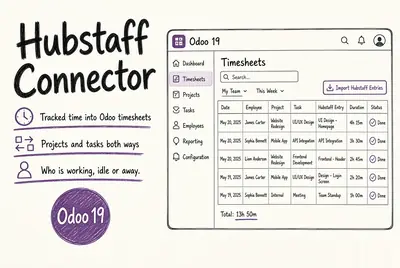 Hubstaff
Connector
Tracked time into Odoo timesheets
Projects and tasks both ways
Who is working, idle or away.
Odoo 19
Odoo 19
Dashboard
Timesheets
Projects
Tasks
Employees
Reporting
Configuration
Timesheets
Search...
My Team
This Week
Import Hubstaff Entries
Date Employee Project Task Hubstaff Entry Duration Status
May 20, 2025 James Carter Website Redesign UI/UX Design UI Design - Homepage 4h 15m Done
May 20, 2025 Sophia Bennett Mobile App API Integration API Integration 3h 30m Done
May 20, 2025 Liam Anderson Website Redesign Frontend Development Frontend - Header 2h 45m Done
May 19, 2025 James Carter Mobile App UI/UX Design Design - Login Screen 2h 20m Done
May 19, 2025 Sophia Bennett Internal Meeting Team Standup 1h 00m Done
Total: 13h 50m